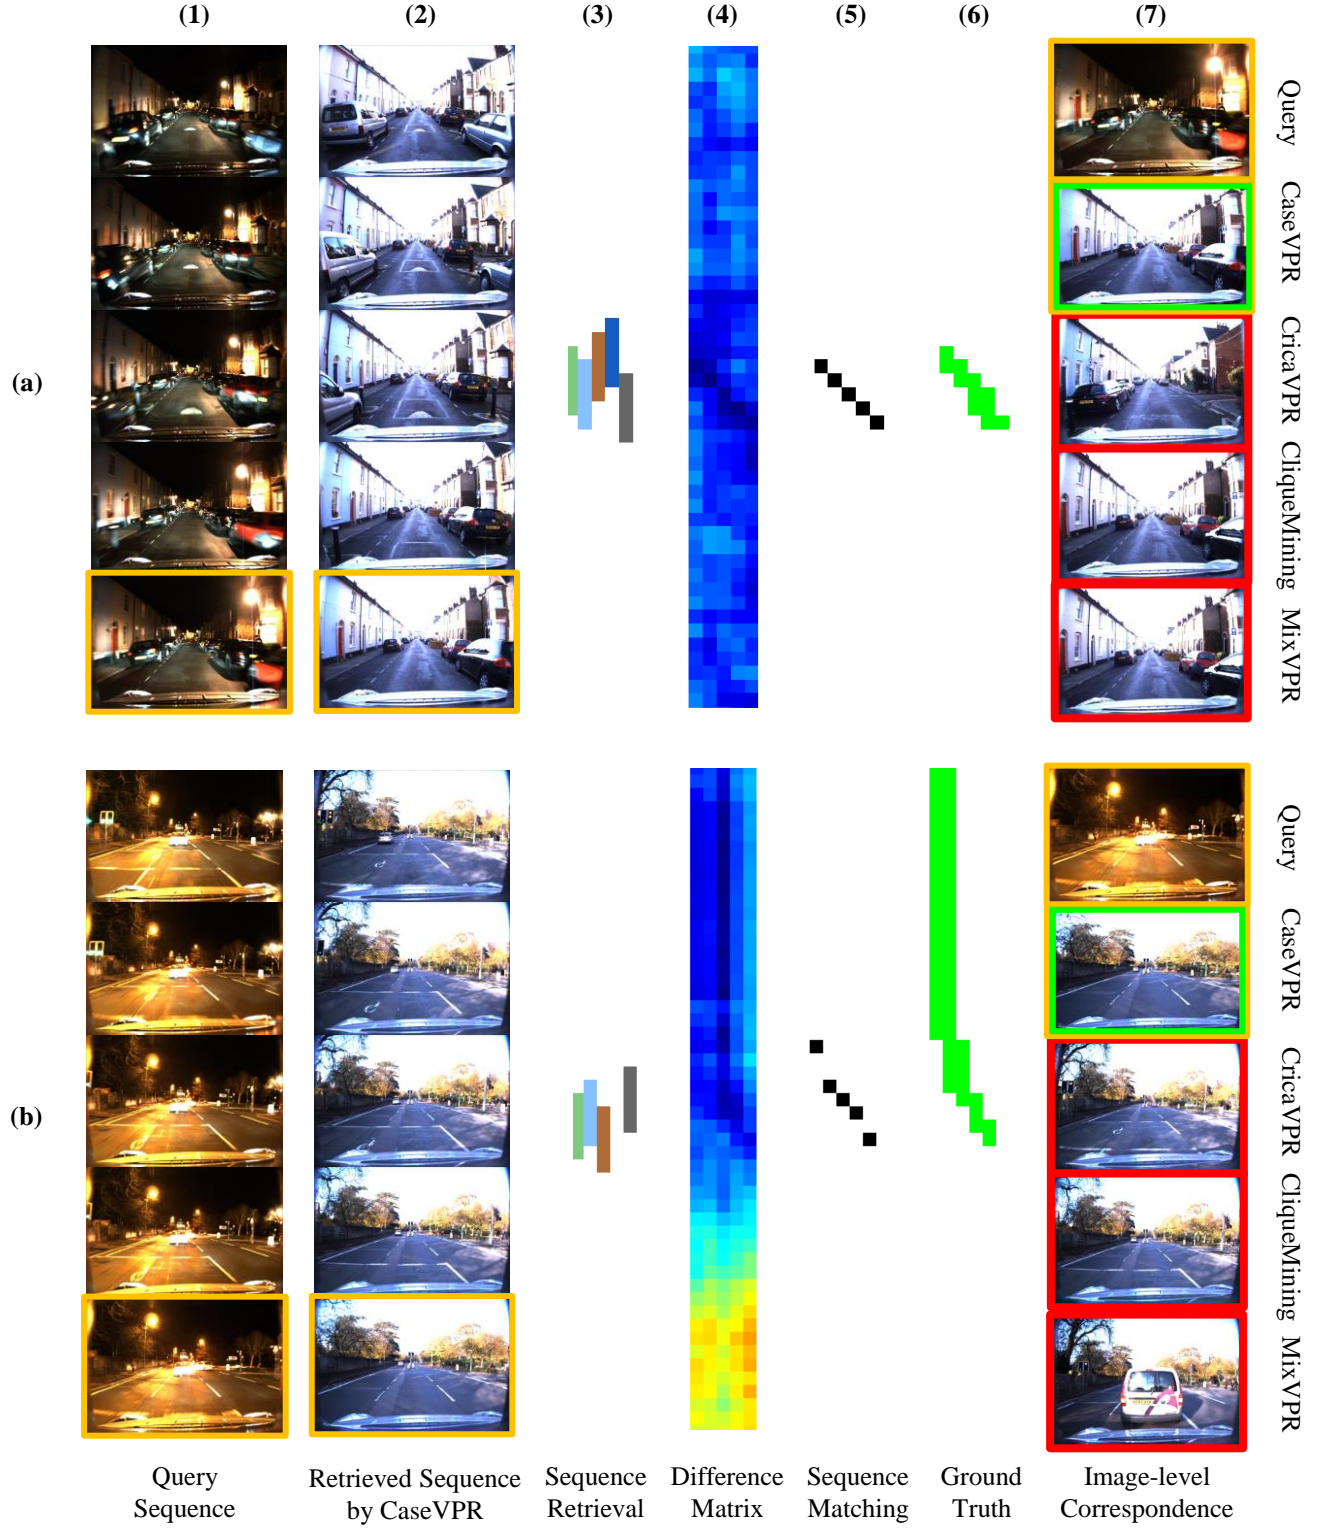 (1) (2) (3) (4) (5) (6) (7)
(a)
Query
CaseVPR
CricaVPR
CliqueMining
MixVPR
(b)
Query
CaseVPR
CricaVPR
CliqueMining
MixVPR
Query
Sequence
Retrieved Sequence
by CaseVPR
Sequence
Retrieval
Difference
Matrix
Sequence
Matching
Ground
Truth
Image-level
Correspondence